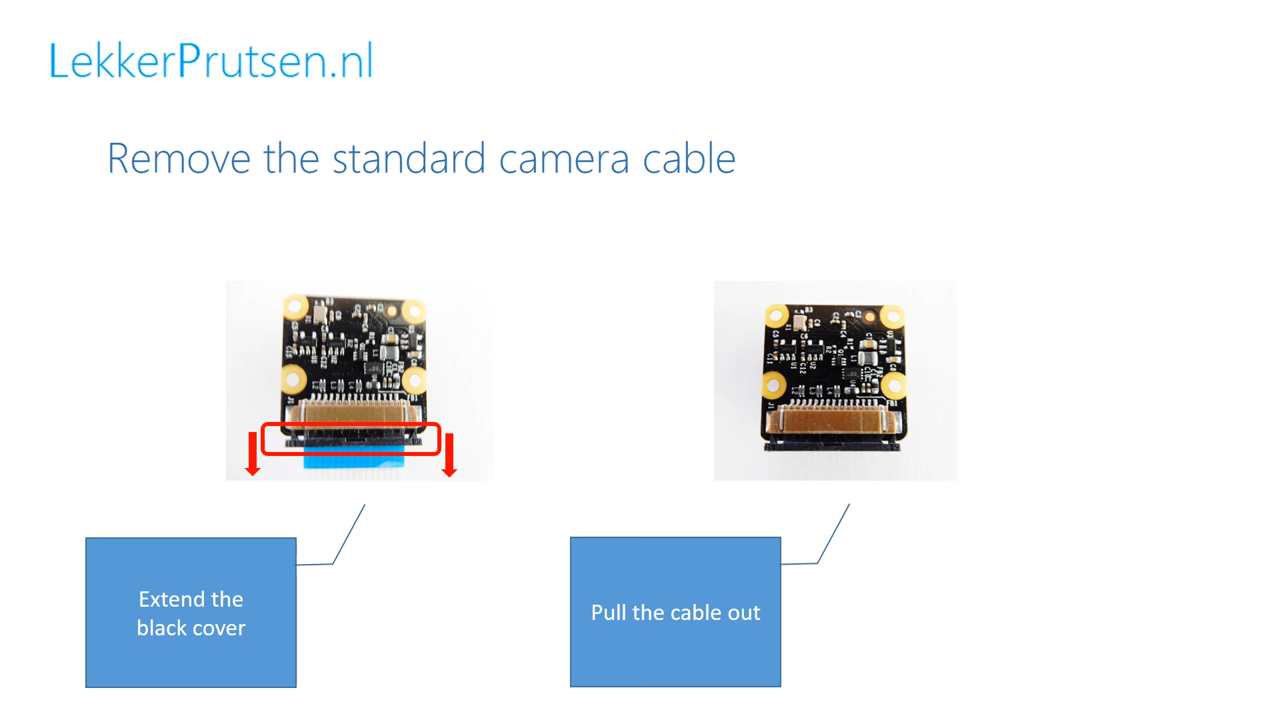 LekkerPrutsen.nl
Remove the standard camera cable
Extend the
black cover
Pull the cable out